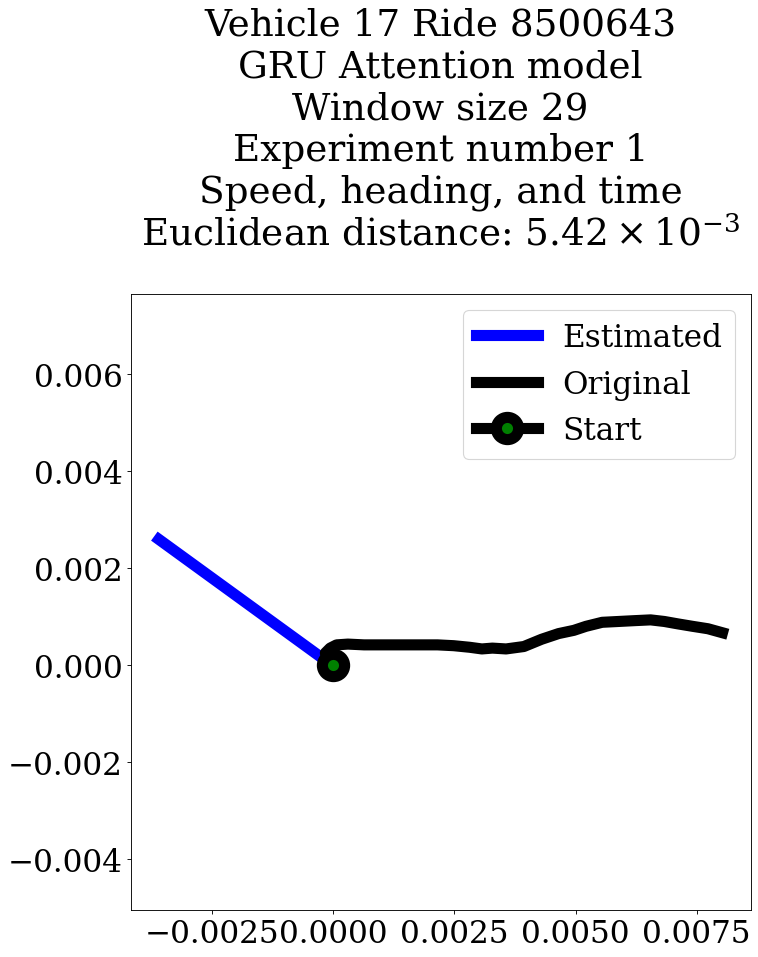 Vehicle 17 Ride 8500643
GRU Attention model
Window size 29
Experiment number 1
Speed, heading, and time
Euclidean distance: 5.42 × 10⁻³
Estimated
Original
Start
0.006
0.004
0.002
0.000
−0.002
−0.004
−0.0025 0.0000 0.0025 0.0050 0.0075